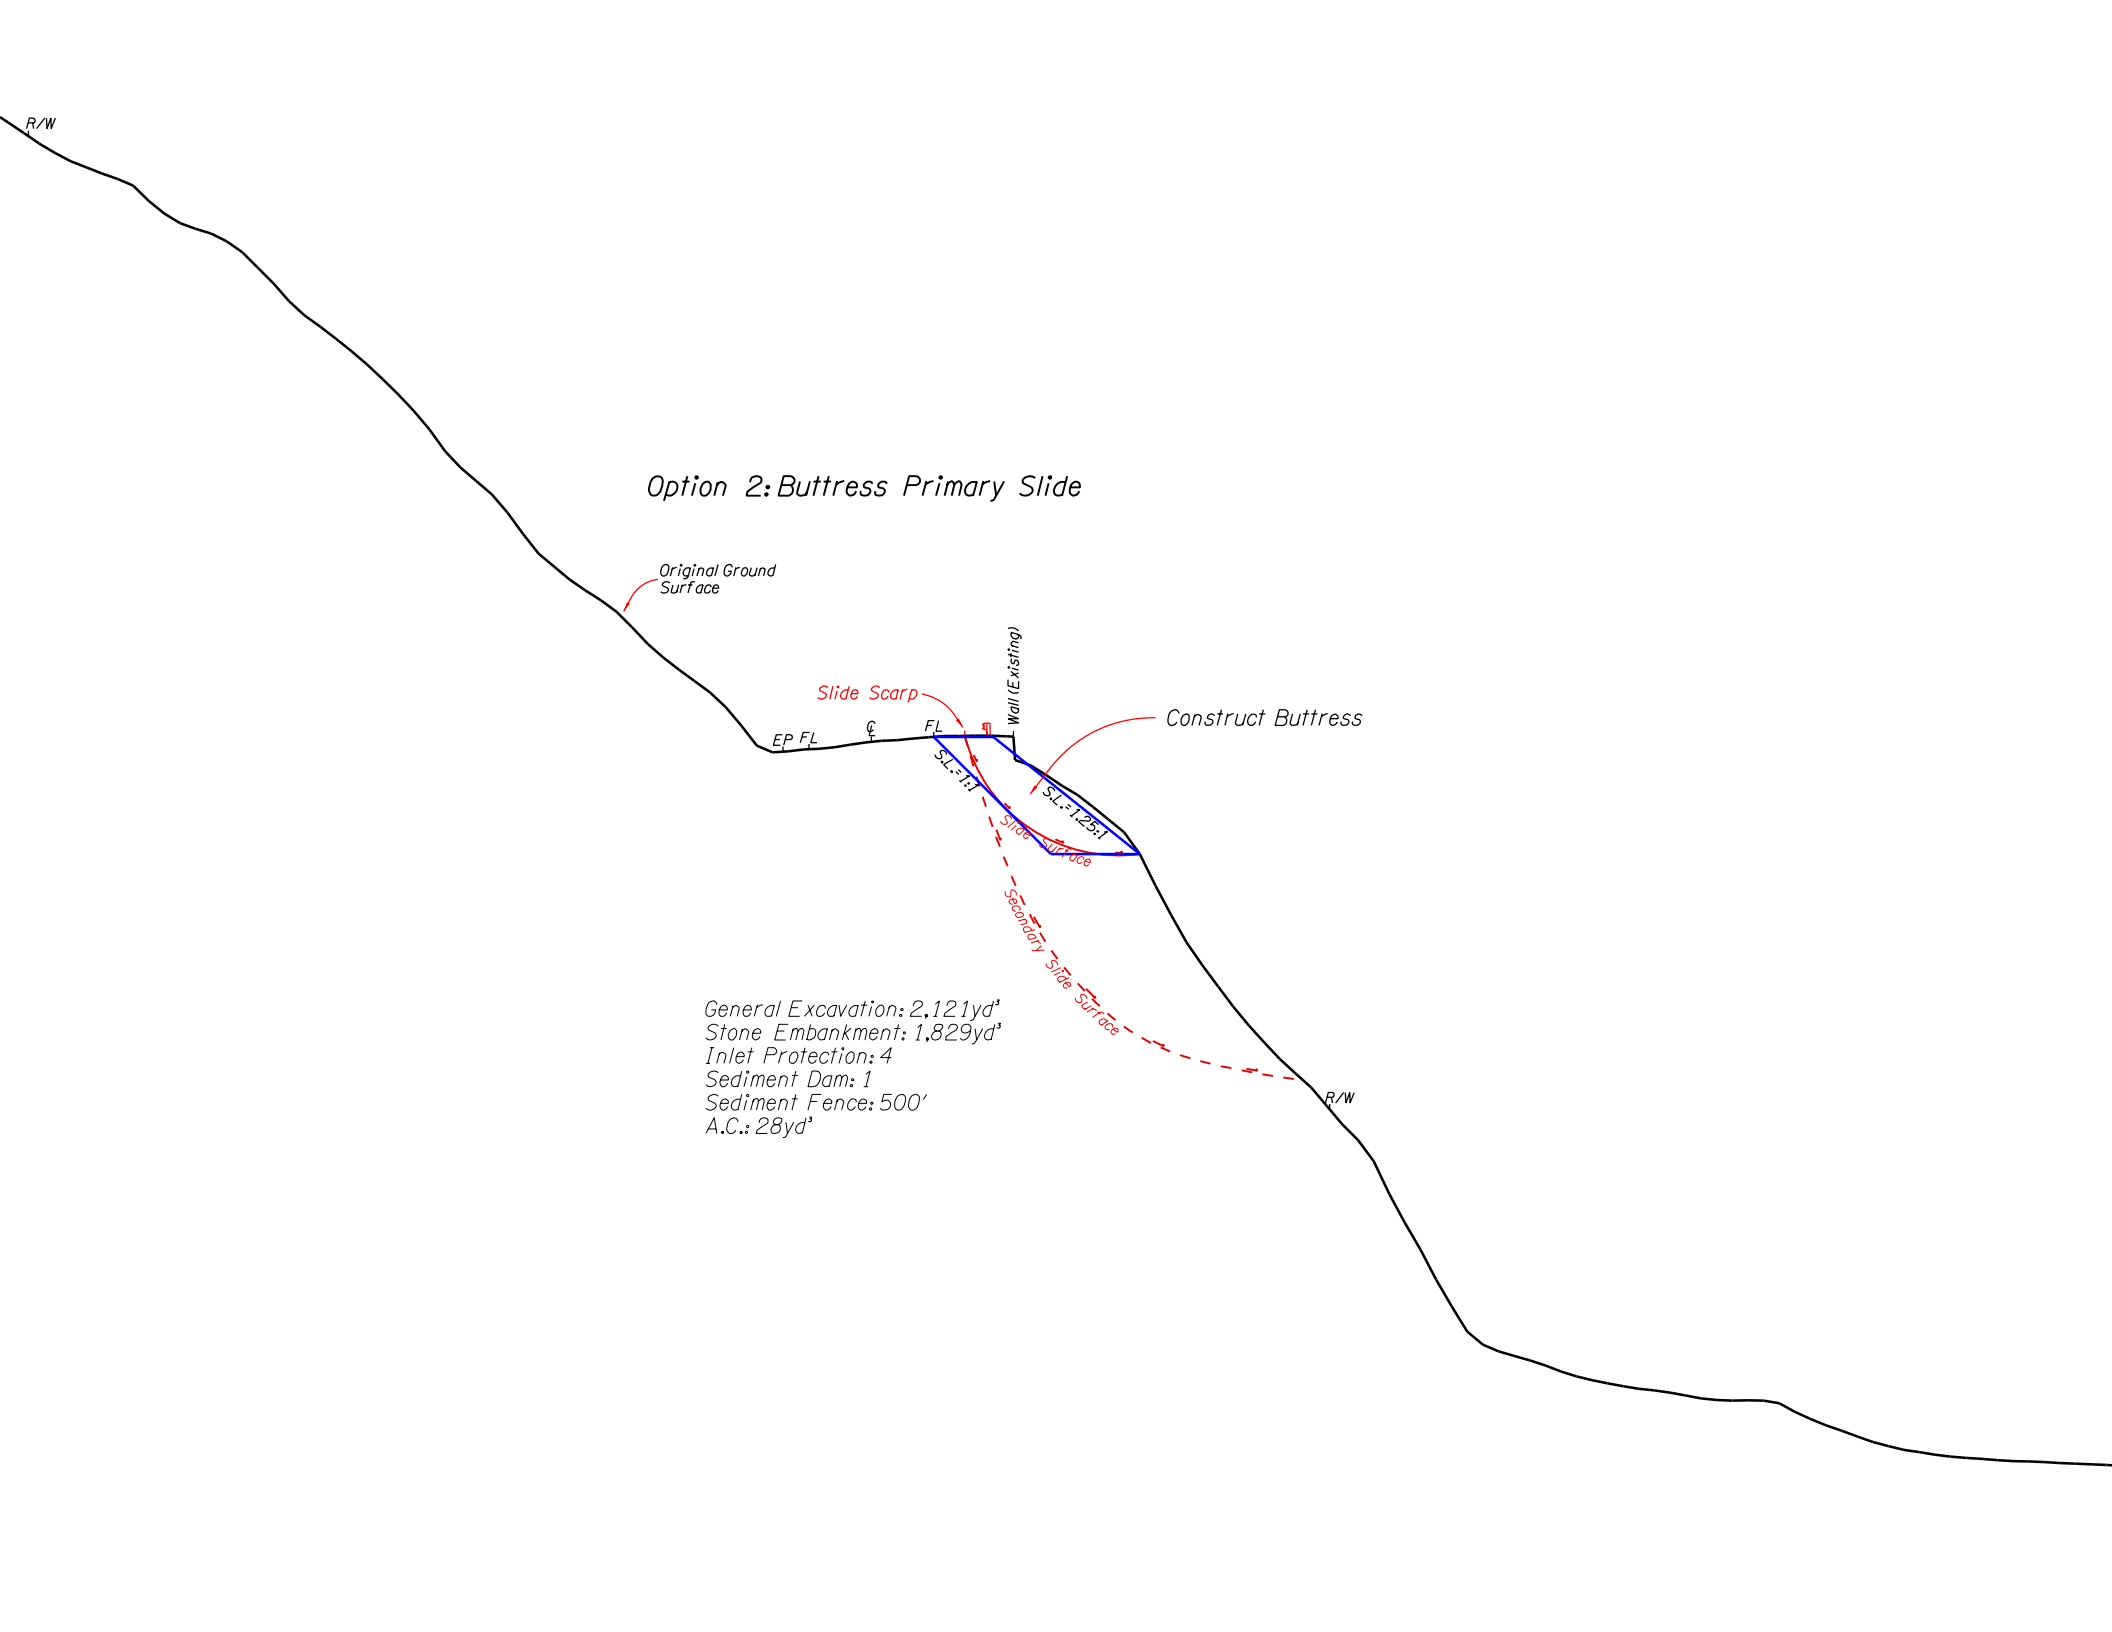 R/W
Option 2: Buttress Primary Slide
Original Ground
Surface
Wall (Existing)
Slide Scarp
Construct Buttress
EP FL
CL
FL
S.L.=1:1
S.L.=1.25:1
Slide Surface
Secondary Slide Surface
General Excavation: 2,121yd³
Stone Embankment: 1,829yd³
Inlet Protection: 4
Sediment Dam: 1
Sediment Fence: 500'
A.C.: 28yd³
R/W